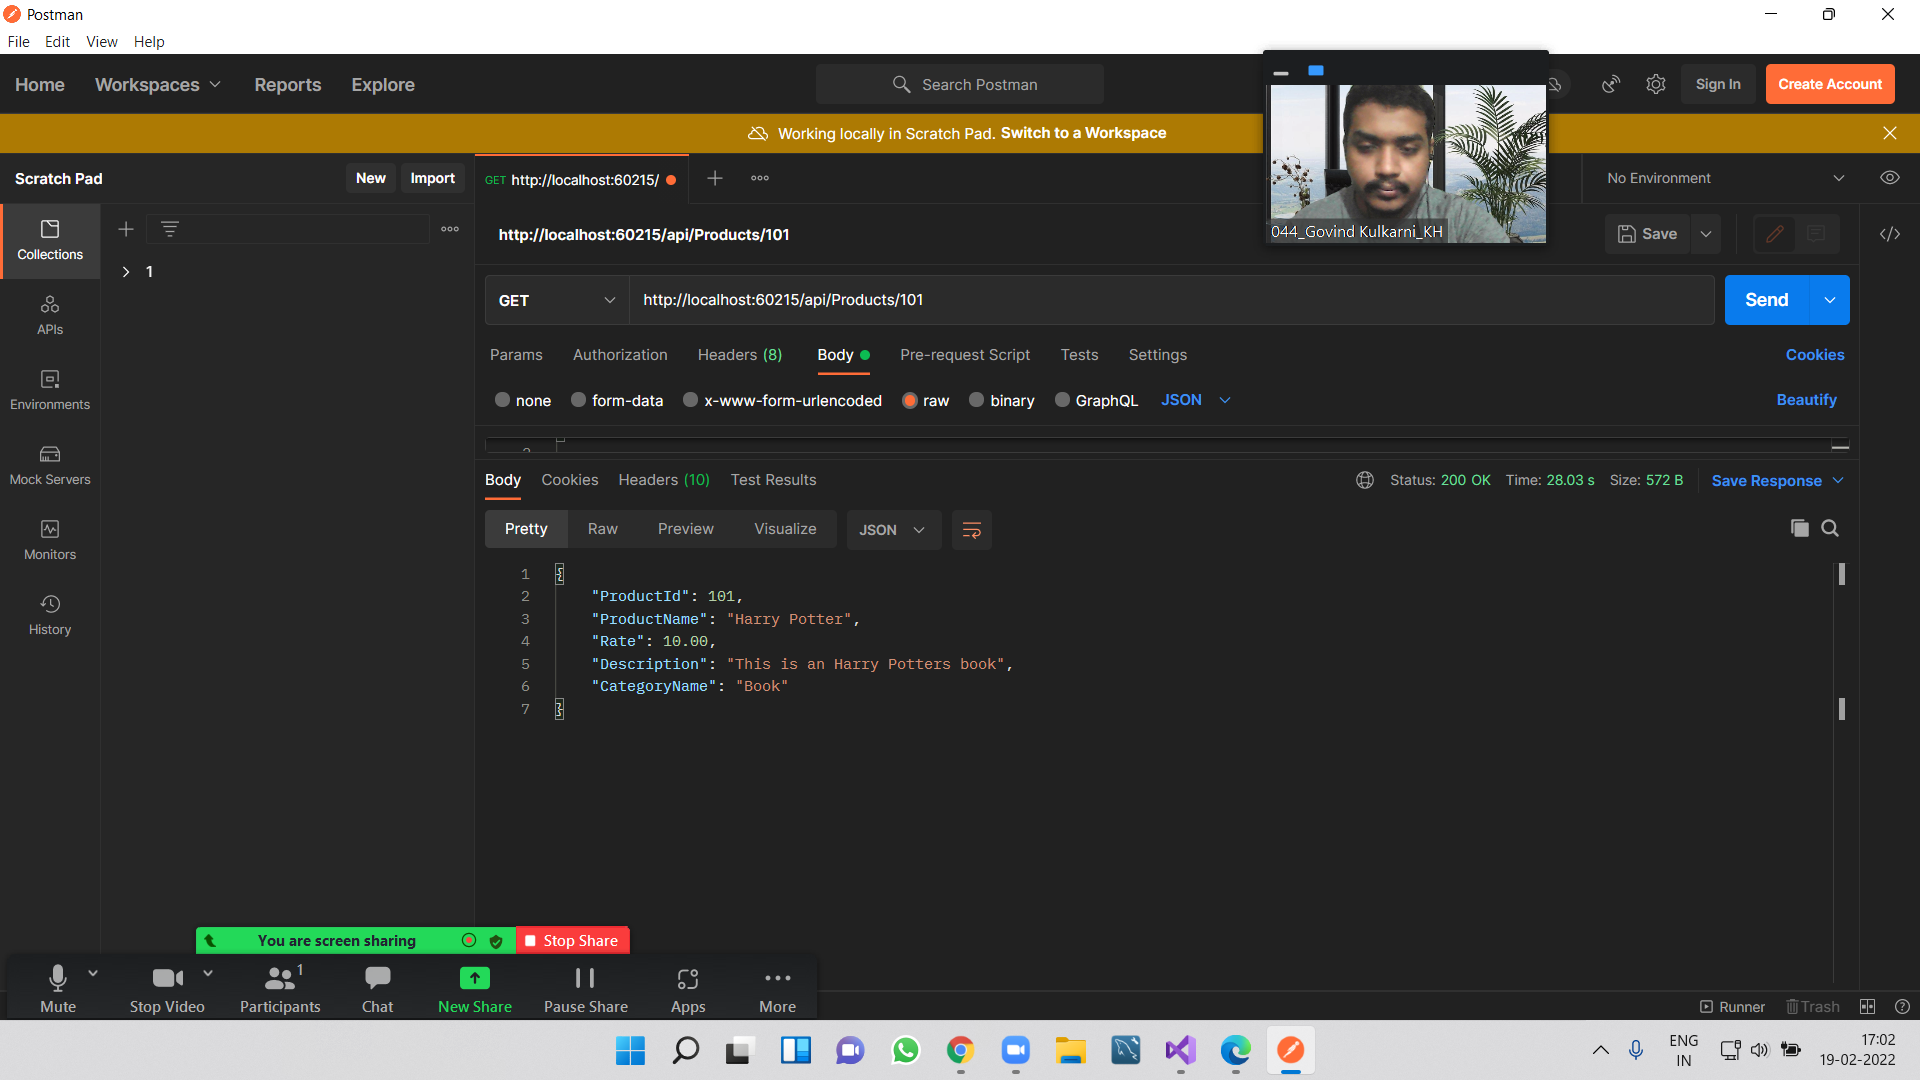 Postman
File Edit View Help
Home Workspaces Reports Explore Search Postman Sign In Create Account
Working locally in Scratch Pad. Switch to a Workspace
Scratch Pad New Import GET http://localhost:60215/ No Environment
044_Govind Kulkarni_KH
Collections
http://localhost:60215/api/Products/101 Save
1
APIs
GET http://localhost:60215/api/Products/101 Send
Params Authorization Headers (8) Body Pre-request Script Tests Settings Cookies
Environments
none form-data x-www-form-urlencoded raw binary GraphQL JSON Beautify
Mock Servers
Body Cookies Headers (10) Test Results Status: 200 OK Time: 28.03 s Size: 572 B Save Response
Pretty Raw Preview Visualize JSON
Monitors
History
1 {
2 "ProductId": 101,
3 "ProductName": "Harry Potter",
4 "Rate": 10.00,
5 "Description": "This is an Harry Potters book",
6 "CategoryName": "Book"
7 }
You are screen sharing Stop Share
1
Mute Stop Video Participants Chat New Share Pause Share Apps More
Runner Trash
ENG
IN
17:02
19-02-2022